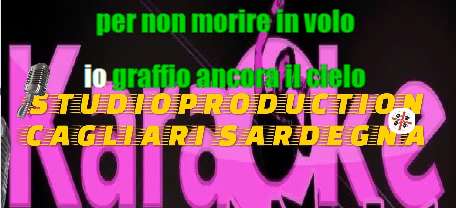 per non morire in volo
io graffio ancora il cielo
STUDIOPRODUCTION
CAGLIARI SARDEGNA
Karaoke